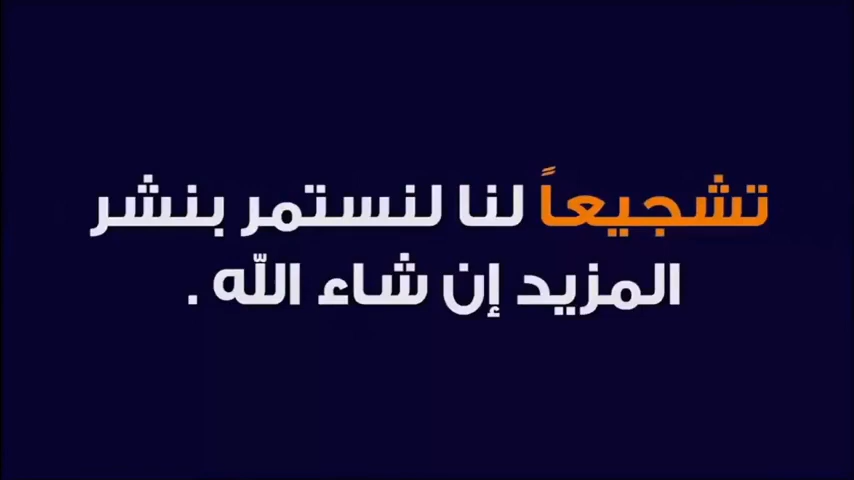 تشجيعاً لنا لنستمر بنشر
المزيد إن شاء الله .